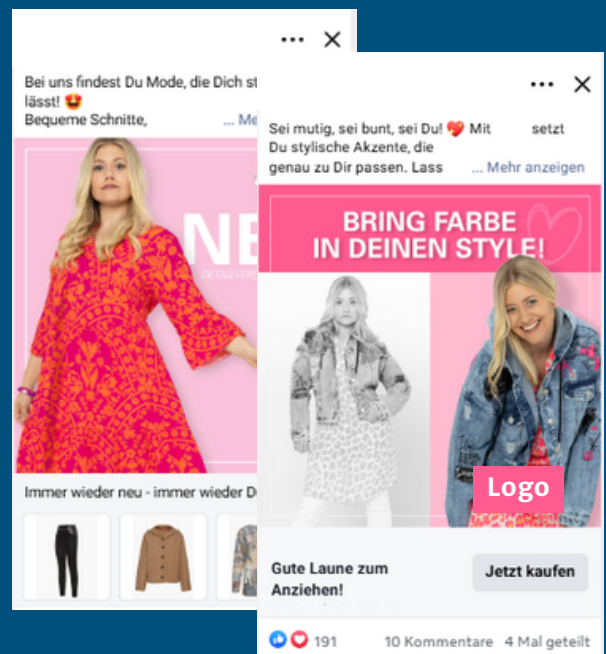 Bei uns findest Du Mode, die Dich
lässt! 😍
Bequeme Schnitte, ...
NE
Immer wieder neu - immer wieder
Sei mutig, sei bunt, sei Du! 💖 Mit setzt
Du stylische Akzente, die
genau zu Dir passen. Lass ... Mehr anzeigen
BRING FARBE
IN DEINEN STYLE!
Logo
Gute Laune zum
Anziehen!
Jetzt kaufen
191 10 Kommentare 4 Mal geteilt